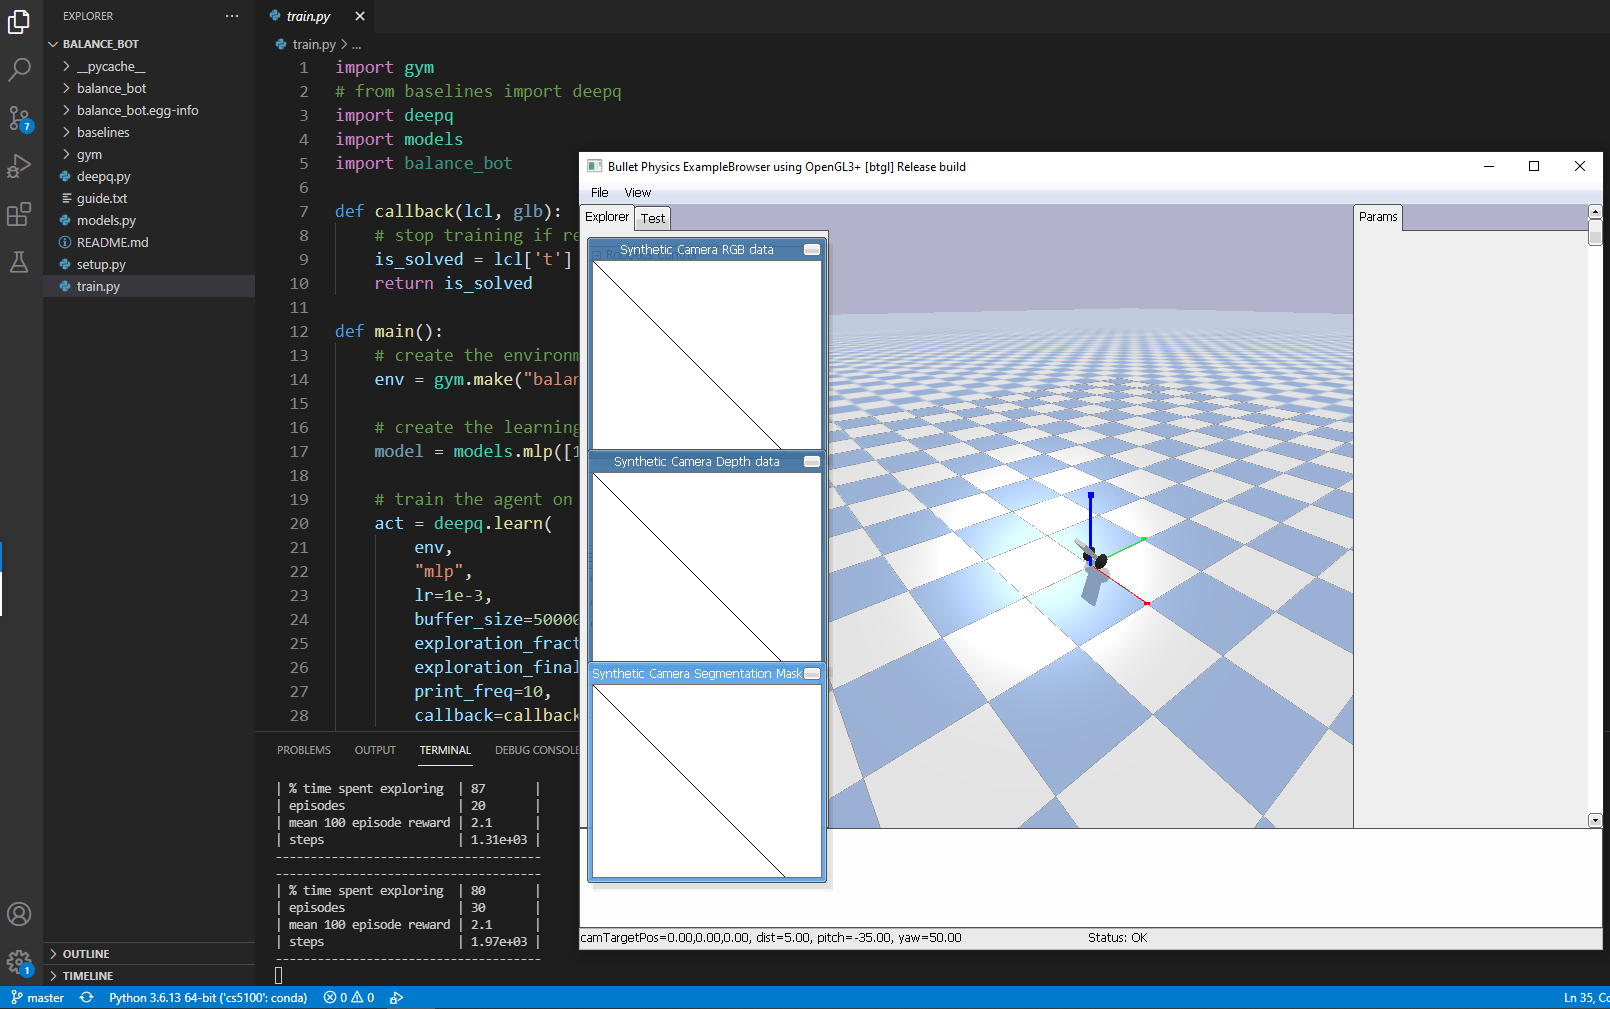 EXPLORER
···
BALANCE_BOT
__pycache__
balance_bot
balance_bot.egg-info
baselines
gym
deepq.py
guide.txt
models.py
README.md
setup.py
train.py
OUTLINE
TIMELINE
7
1
train.py
train.py > ...
1 import gym
2 # from baselines import deepq
3 import deepq
4 import models
5 import balance_bot
6
7 def callback(lcl, glb):
8 # stop training if re
9 is_solved = lcl['t']
10 return is_solved
11
12 def main():
13 # create the environm
14 env = gym.make("balan
15
16 # create the learning
17 model = models.mlp([1
18
19 # train the agent on
20 act = deepq.learn(
21 env,
22 "mlp",
23 lr=1e-3,
24 buffer_size=50000
25 exploration_fract
26 exploration_final
27 print_freq=10,
28 callback=callback
PROBLEMS OUTPUT TERMINAL DEBUG CONSOLE
| % time spent exploring | 87 |
| episodes | 20 |
| mean 100 episode reward | 2.1 |
| steps | 1.31e+03 |
--------------------------------------
--------------------------------------
| % time spent exploring | 80 |
| episodes | 30 |
| mean 100 episode reward | 2.1 |
| steps | 1.97e+03 |
--------------------------------------
Bullet Physics ExampleBrowser using OpenGL3+ [btgl] Release build
File View
Explorer Test
Params
Synthetic Camera RGB data
Synthetic Camera Depth data
Synthetic Camera Segmentation Mask
camTargetPos=0.00,0.00,0.00, dist=5.00, pitch=-35.00, yaw=50.00 Status: OK
master Python 3.6.13 64-bit ('cs5100': conda) 0 0 Ln 35, Co